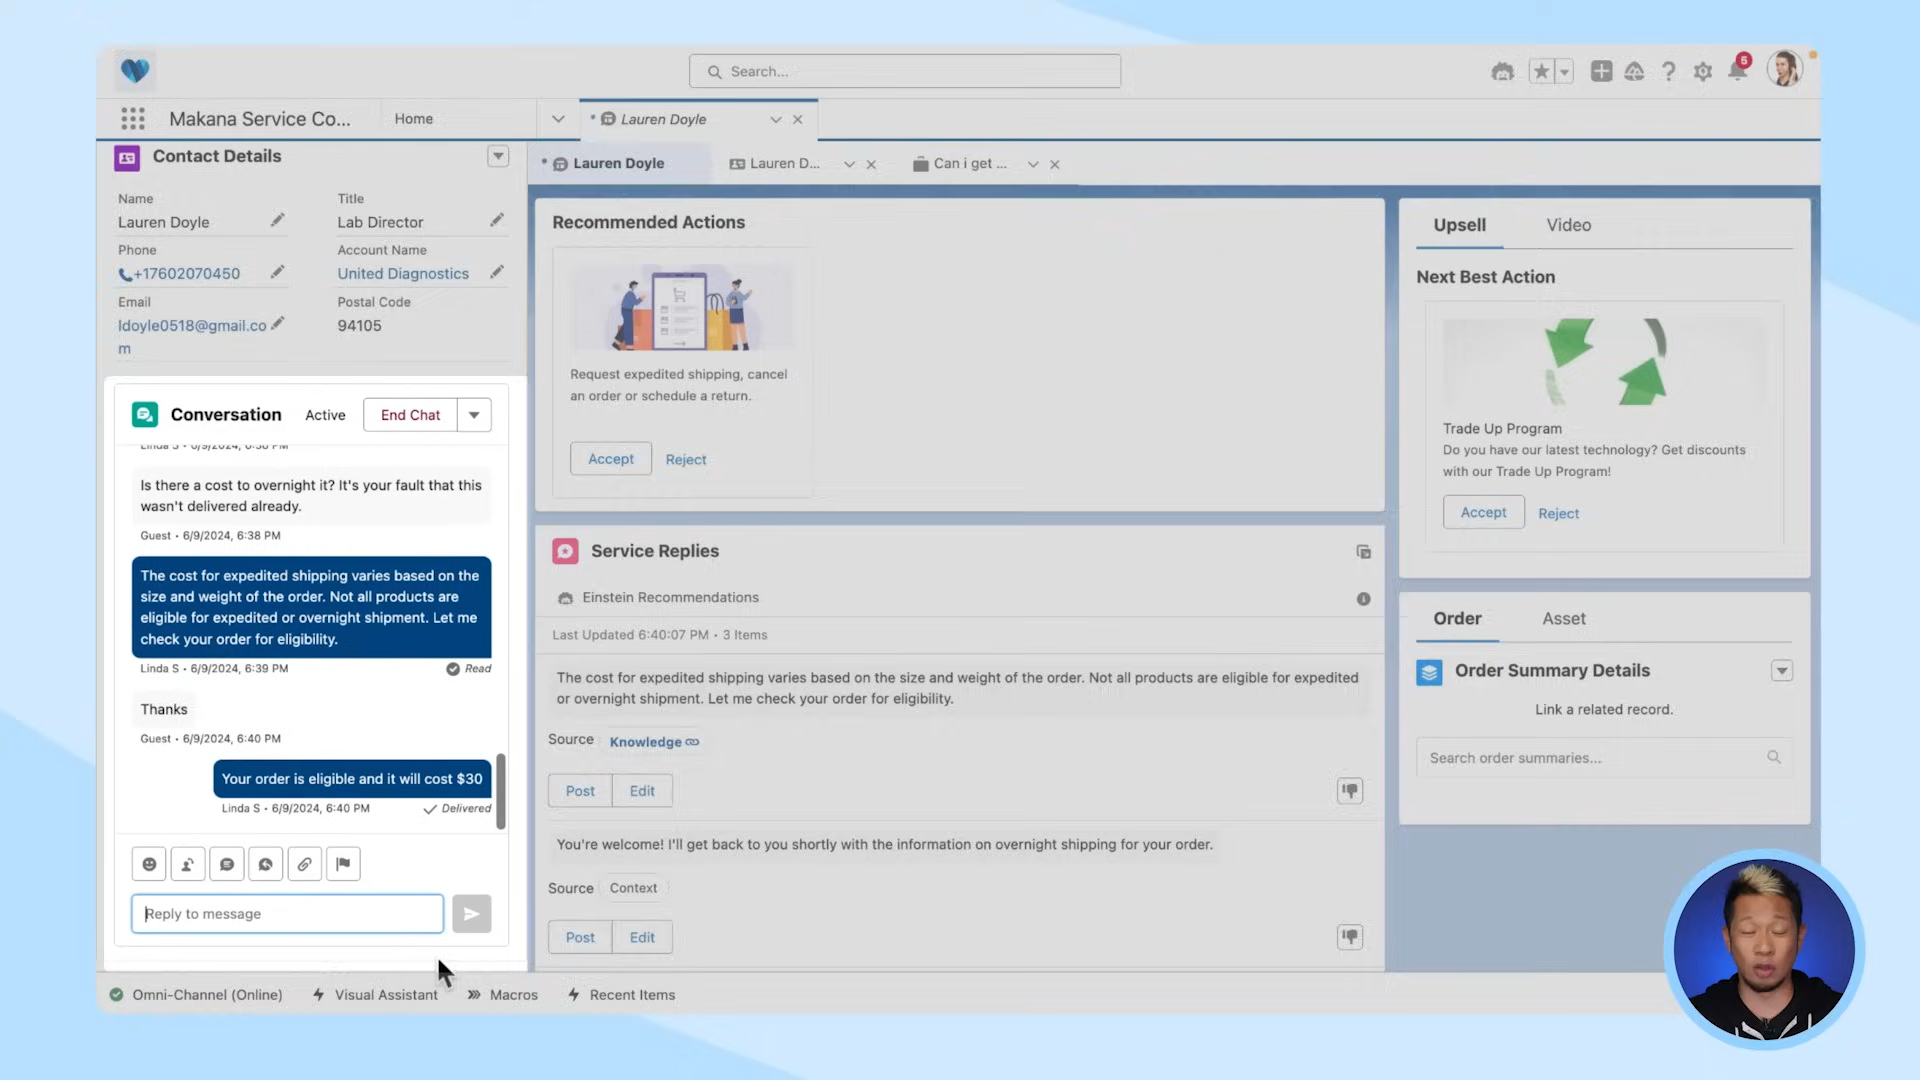 Search...
5
Makana Service Co...
Home
* Lauren Doyle
* Lauren Doyle
Lauren D...
Can i get ...
Contact Details
Name
Lauren Doyle
Title
Lab Director
Phone
+17602070450
Account Name
United Diagnostics
Email
ldoyle0518@gmail.co
m
Postal Code
94105
Conversation
Active
End Chat
Linda S • 6/9/2024, 6:38 PM
Is there a cost to overnight it? It's your fault that this
wasn't delivered already.
Guest • 6/9/2024, 6:38 PM
The cost for expedited shipping varies based on the
size and weight of the order. Not all products are
eligible for expedited or overnight shipment. Let me
check your order for eligibility.
Linda S • 6/9/2024, 6:39 PM
Read
Thanks
Guest • 6/9/2024, 6:40 PM
Your order is eligible and it will cost $30
Linda S • 6/9/2024, 6:40 PM
Delivered
Reply to message
Recommended Actions
Request expedited shipping, cancel
an order or schedule a return.
Accept
Reject
Service Replies
Einstein Recommendations
Last Updated 6:40:07 PM • 3 Items
The cost for expedited shipping varies based on the size and weight of the order. Not all products are eligible for expedited
or overnight shipment. Let me check your order for eligibility.
Source
Knowledge
Post
Edit
You're welcome! I'll get back to you shortly with the information on overnight shipping for your order.
Source
Context
Post
Edit
Upsell
Video
Next Best Action
Trade Up Program
Do you have our latest technology? Get discounts
with our Trade Up Program!
Accept
Reject
Order
Asset
Order Summary Details
Link a related record.
Search order summaries...
Omni-Channel (Online)
Visual Assistant
Macros
Recent Items